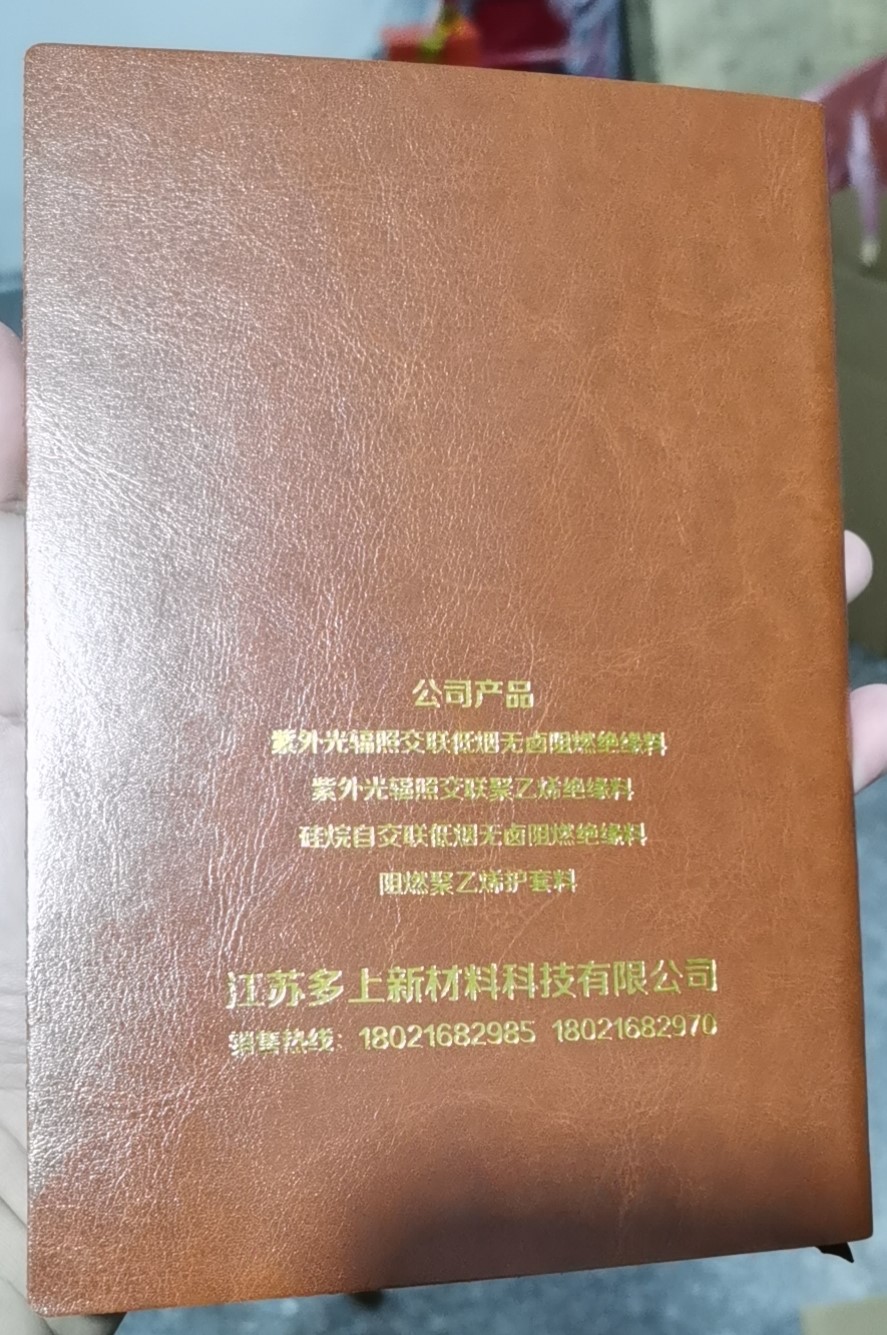 公司产品
紫外光辐照交联低烟无卤阻燃绝缘料
紫外光辐照交联聚乙烯绝缘料
硅烷自交联低烟无卤阻燃绝缘料
阻燃聚乙烯护套料
江苏多上新材料科技有限公司
销售热线：18021682985 18021682970